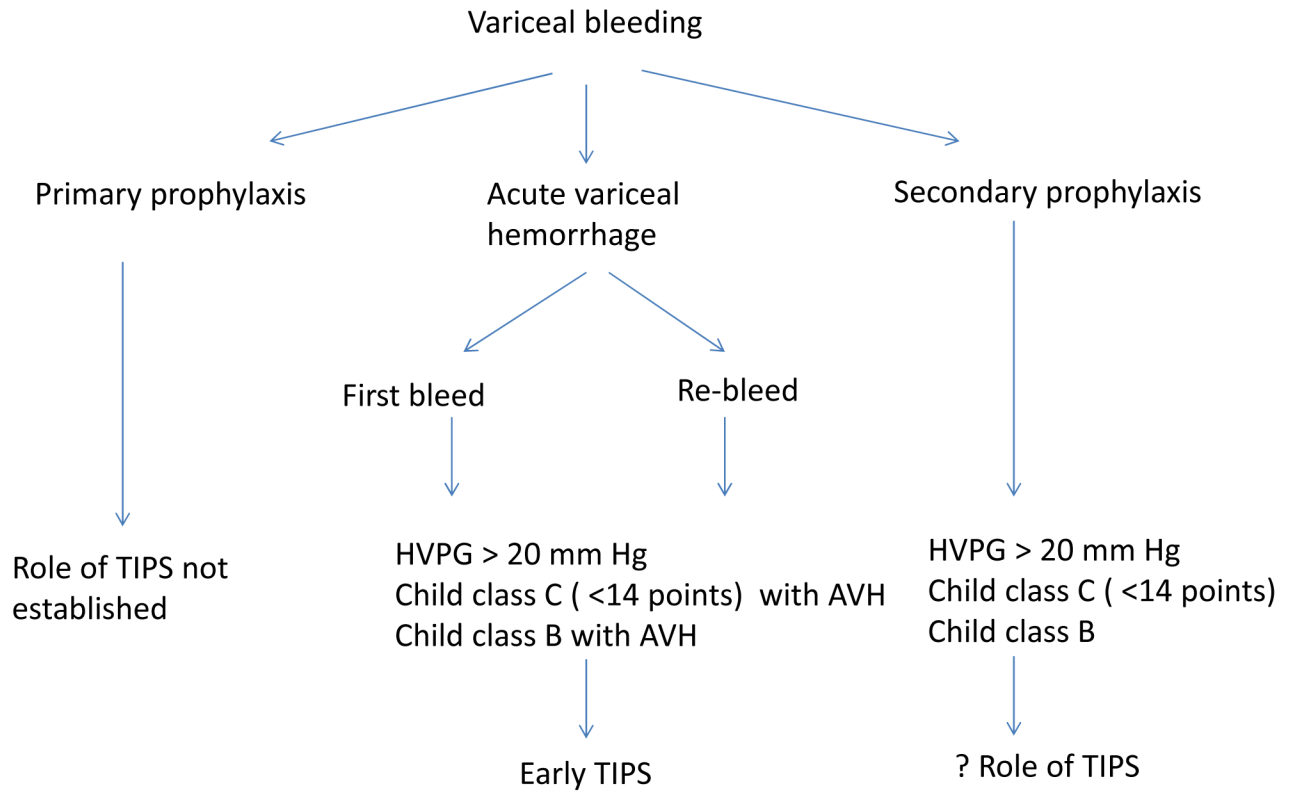 Variceal bleeding
Primary prophylaxis
Acute variceal
hemorrhage
Secondary prophylaxis
First bleed
Re-bleed
Role of TIPS not
established
HVPG > 20 mm Hg
Child class C ( <14 points)  with AVH
Child class B with AVH
HVPG > 20 mm Hg
Child class C ( <14 points)
Child class B
Early TIPS
? Role of TIPS